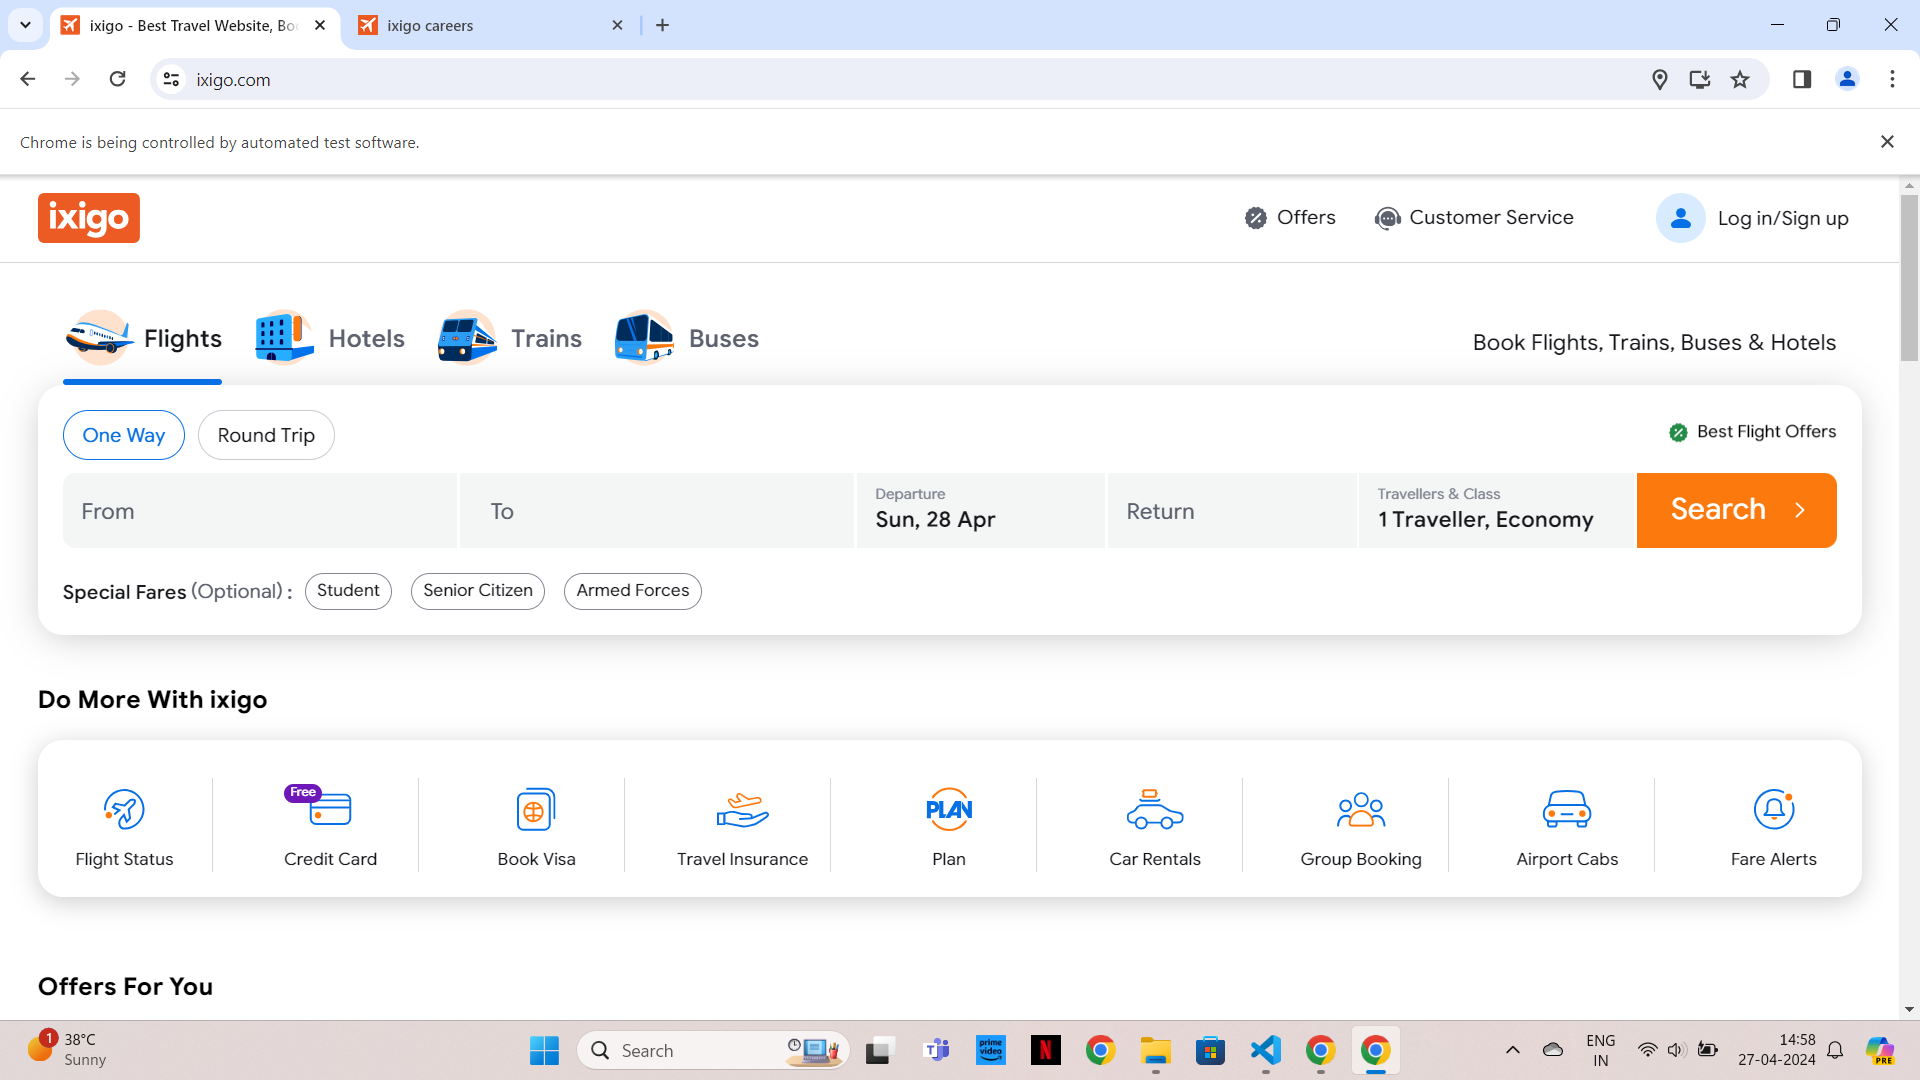 ixigo - Best Travel Website, Boo
ixigo careers
ixigo.com
Chrome is being controlled by automated test software.
ixigo
Offers
Customer Service
Log in/Sign up
Flights
Hotels
Trains
Buses
Book Flights, Trains, Buses & Hotels
One Way
Round Trip
Best Flight Offers
From
To
Departure
Sun, 28 Apr
Return
Travellers & Class
1 Traveller, Economy
Search
Special Fares (Optional) :
Student
Senior Citizen
Armed Forces
Do More With ixigo
Flight Status
Free
Credit Card
Book Visa
Travel Insurance
PLAN
Plan
Car Rentals
Group Booking
Airport Cabs
Fare Alerts
Offers For You
1
38°C
Sunny
Search
prime video
N
ENG
IN
14:58
27-04-2024
PRE